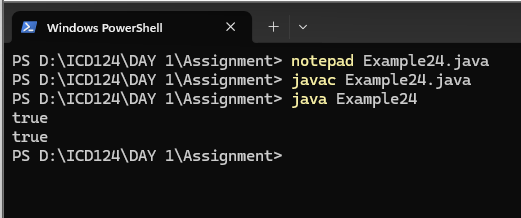 Windows PowerShell
PS D:\ICD124\DAY 1\Assignment> notepad Example24.java
PS D:\ICD124\DAY 1\Assignment> javac Example24.java
PS D:\ICD124\DAY 1\Assignment> java Example24
true
true
PS D:\ICD124\DAY 1\Assignment>